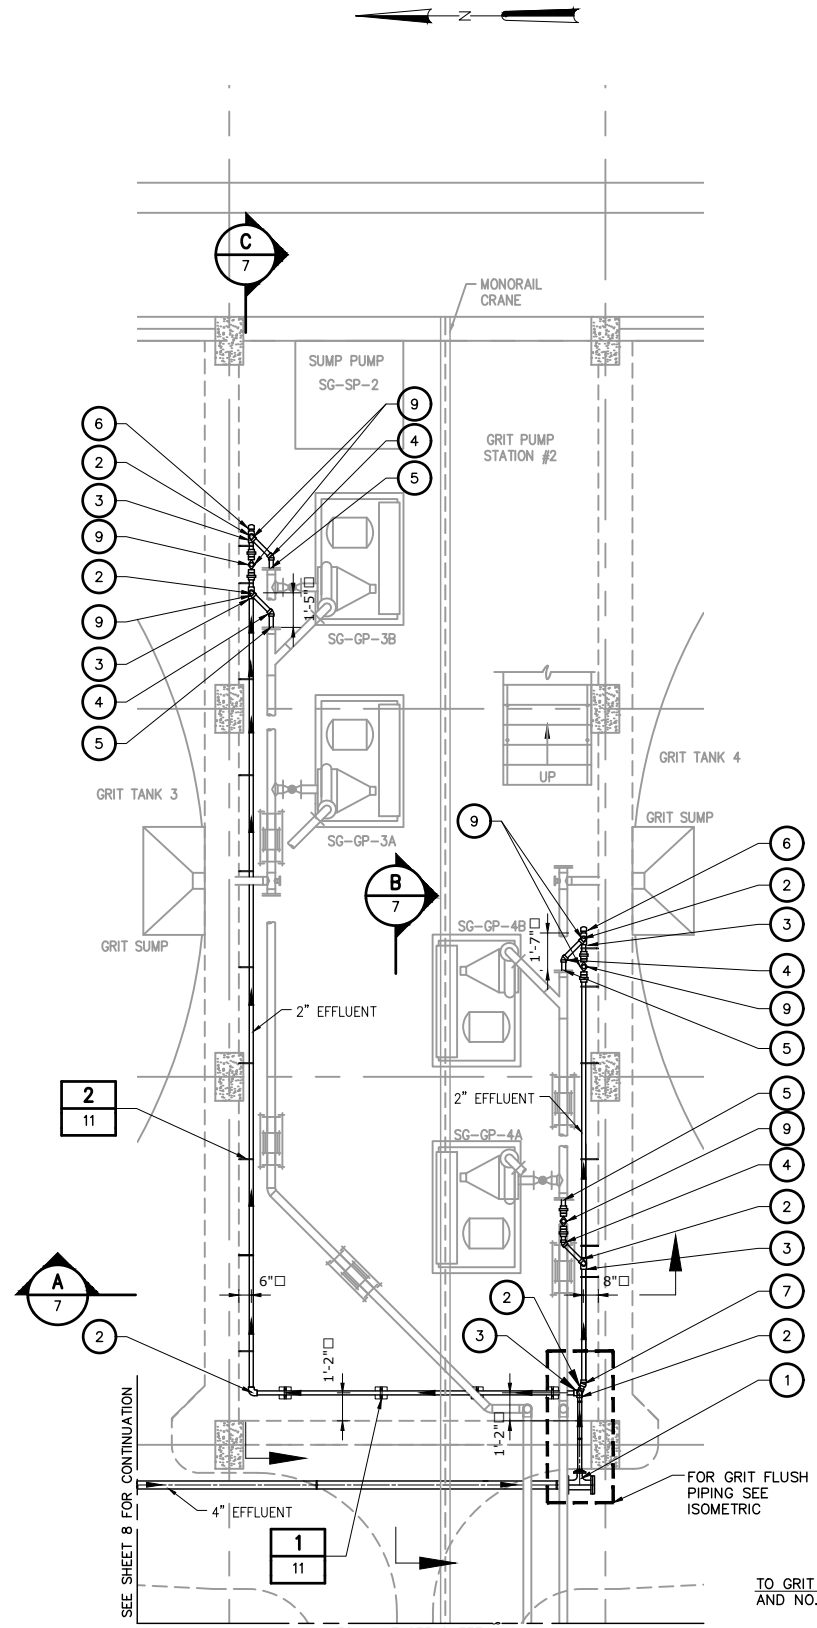 N
C
7
MONORAIL
CRANE
SUMP PUMP
SG-SP-2
GRIT PUMP
STATION #2
9
4
5
6
2
3
9
2
9
3
4
5
1'-5"□
SG-GP-3B
GRIT TANK 3
GRIT TANK 4
UP
GRIT SUMP
SG-GP-3A
9
6
2
3
4
9
5
B
7
SG-GP-4B
1'-7"□
GRIT SUMP
2" EFFLUENT
2" EFFLUENT
2
11
5
9
4
2
3
7
2
1
SG-GP-4A
A
7
6"□
8"□
2
2
3
1'-2"□
1'-2"□
SEE SHEET 8 FOR CONTINUATION
4" EFFLUENT
FOR GRIT FLUSH
PIPING SEE
ISOMETRIC
1
11
TO GRIT
AND NO.